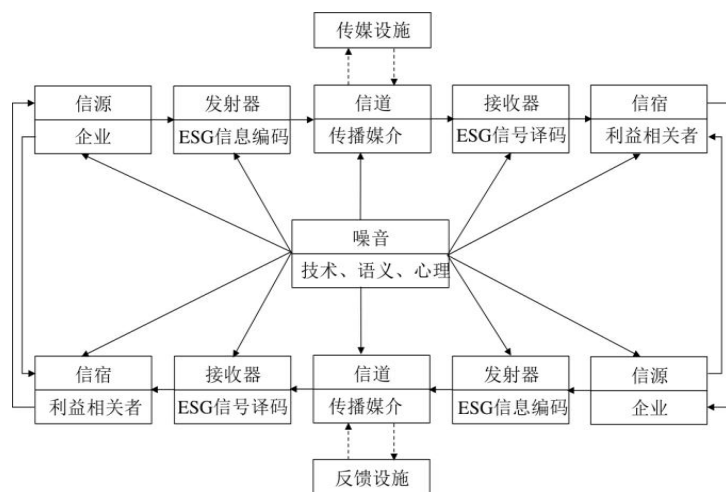 传媒设施
信源
企业
发射器
ESG信息编码
信道
传播媒介
接收器
ESG信号译码
信宿
利益相关者
噪音
技术、语义、心理
信宿
利益相关者
接收器
ESG信号译码
信道
传播媒介
发射器
ESG信息编码
信源
企业
反馈设施